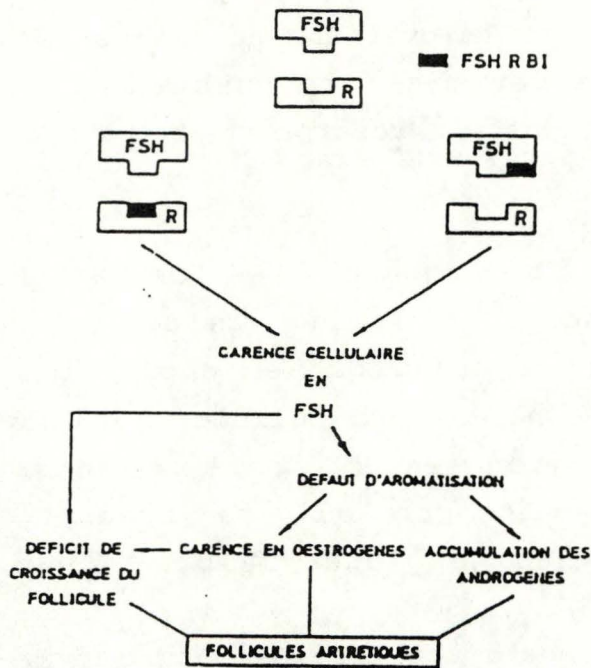 FSH
FSH R BI
R
FSH
FSH
R
R
CARENCE CELLULAIRE
EN
FSH
DEFAUT D'AROMATISATION
DEFICIT DE
CROISSANCE DU
FOLLICULE
CARENCE EN OESTROGENES
ACCUMULATION DES
ANDROGENES
FOLLICULES ARTRETIQUES